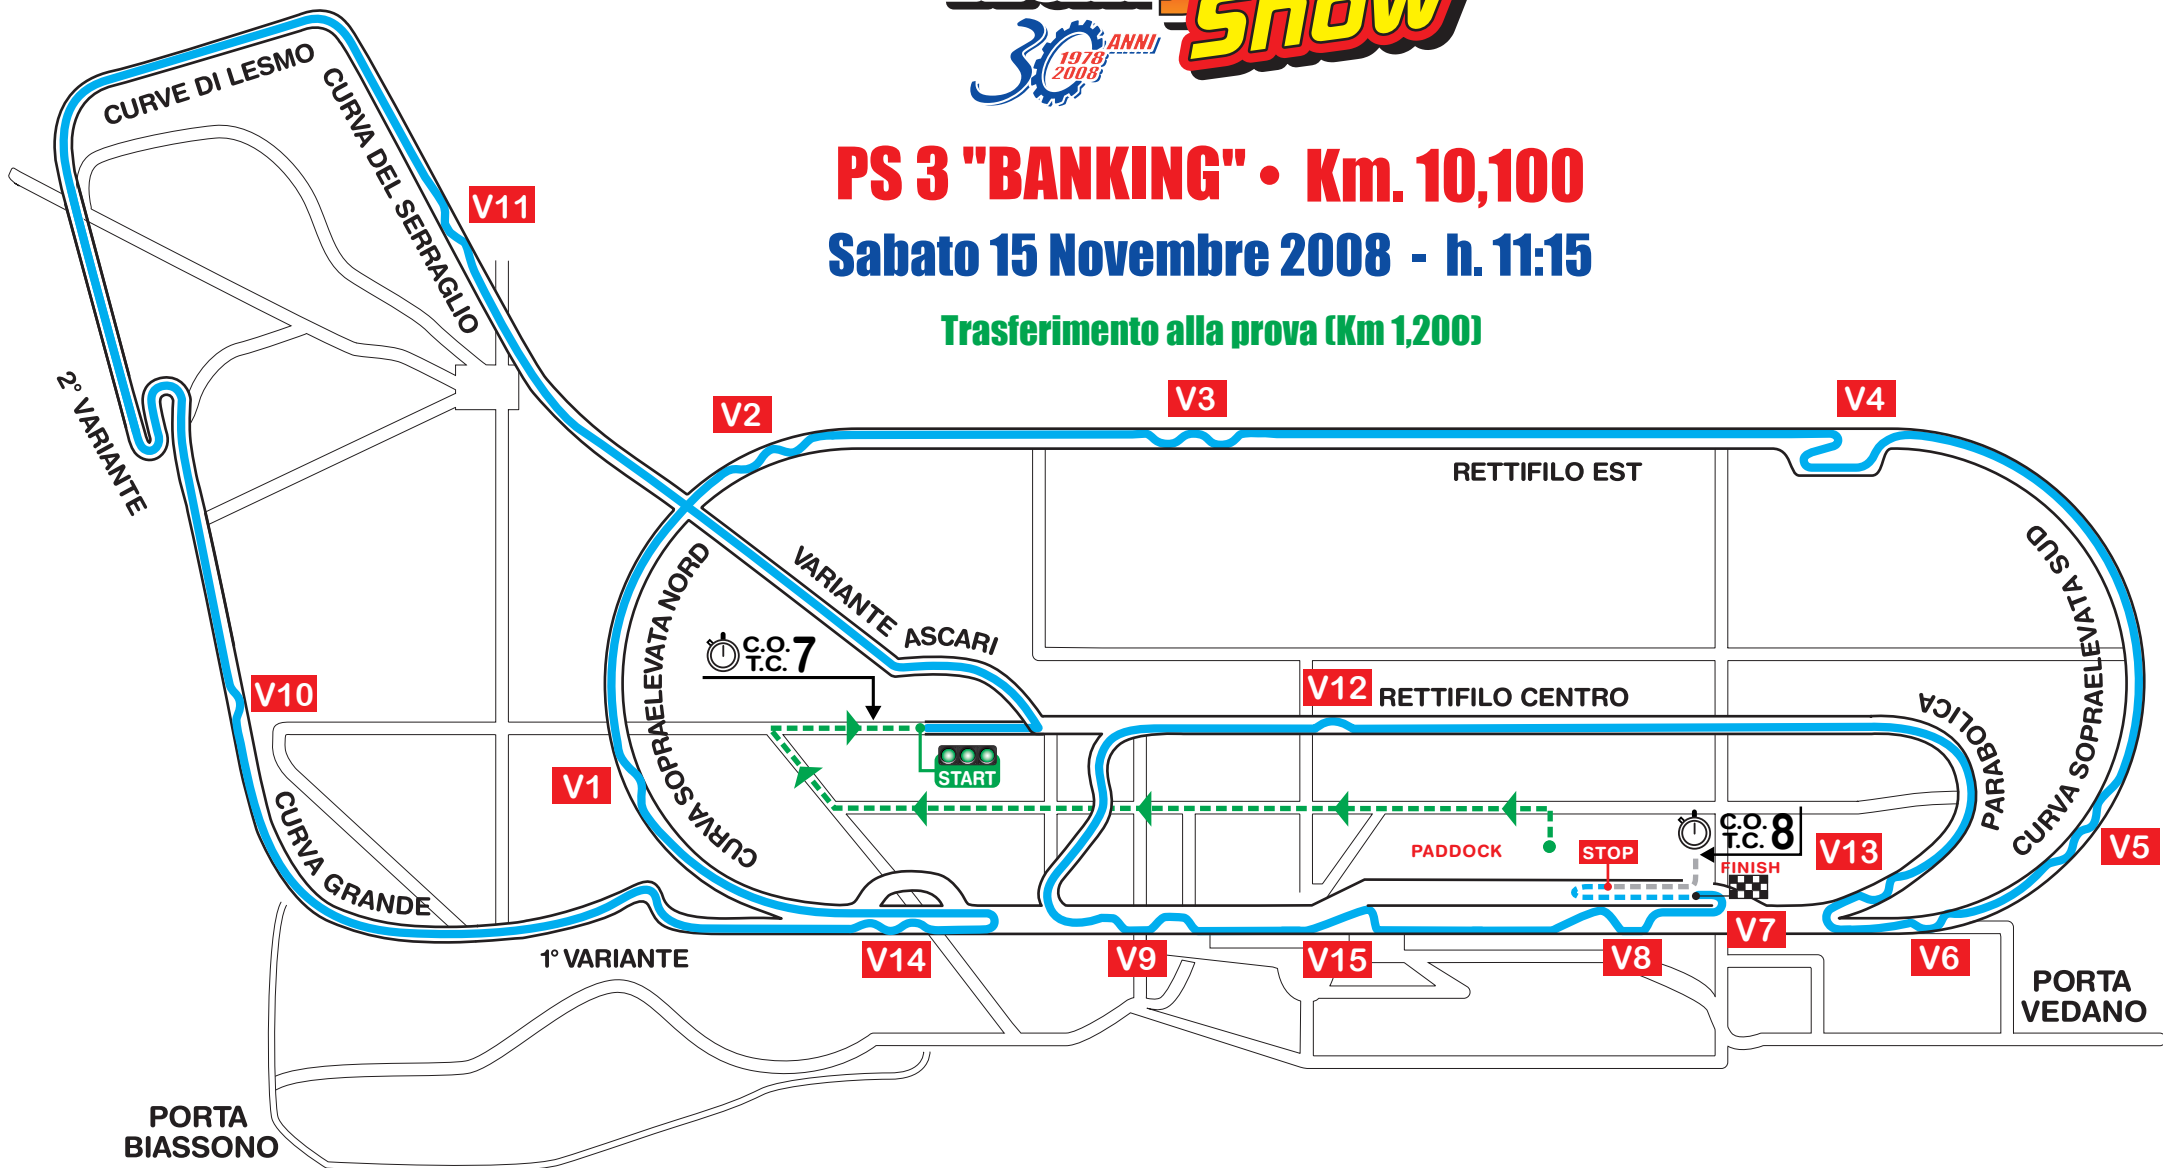 SHOW
30 ANNI
1978
2008
PS 3 "BANKING" • Km. 10,100
Sabato 15 Novembre 2008 - h. 11:15
Trasferimento alla prova (Km 1,200)
CURVE DI LESMO
CURVA DEL SERRAGLIO
V11
2° VARIANTE
V2
V3
V4
RETTIFILO EST
CURVA SOPRAELEVATA NORD
VARIANTE ASCARI
CURVA SOPRAELEVATA SUD
C.O.
T.C. 7
V10
V12
RETTIFILO CENTRO
PARABOLICA
V1
START
CURVA GRANDE
PADDOCK
STOP
C.O.
T.C. 8
FINISH
V13
V5
1° VARIANTE
V14
V9
V15
V8
V7
V6
PORTA
VEDANO
PORTA
BIASSONO